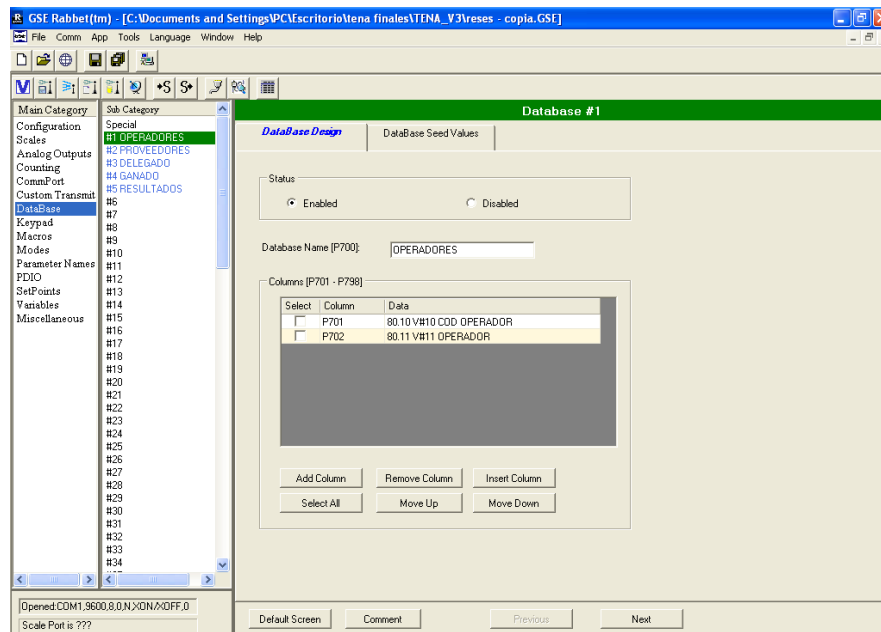 GSE Rabbet(tm) - [C:\Documents and Settings\PC\Escritorio\tena finales\TENA_V3\reses - copia.GSE]
File Comm App Tools Language Window Help
Main Category
Configuration
Scales
Analog Outputs
Counting
CommPort
Custom Transmit
DataBase
Keypad
Macros
Modes
Parameter Names
PDIO
SetPoints
Variables
Miscellaneous
Sub Category
Special
#1 OPERADORES
#2 PROVEEDORES
#3 DELEGADO
#4 GANADO
#5 RESULTADOS
#6
#7
#8
#9
#10
#11
#12
#13
#14
#15
#16
#17
#18
#19
#20
#21
#22
#23
#24
#25
#26
#27
#28
#29
#30
#31
#32
#33
#34
Database #1
DataBase Design
DataBase Seed Values
Status
Enabled
Disabled
Database Name [P700]:
OPERADORES
Columns [P701 - P798]
Select Column Data
P701 80.10 V#10 COD OPERADOR
P702 80.11 V#11 OPERADOR
Add Column
Remove Column
Insert Column
Select All
Move Up
Move Down
Opened:COM1,9600,8,0,N,XON/XOFF,0
Scale Port is ???
Default Screen
Comment
Previous
Next